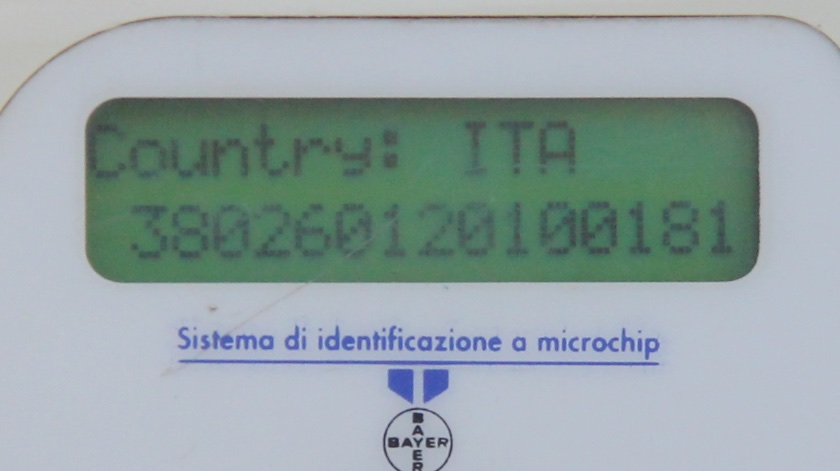 Country: ITA
380260120100181
Sistema di identificazione a microchip
BAYER
BAYER